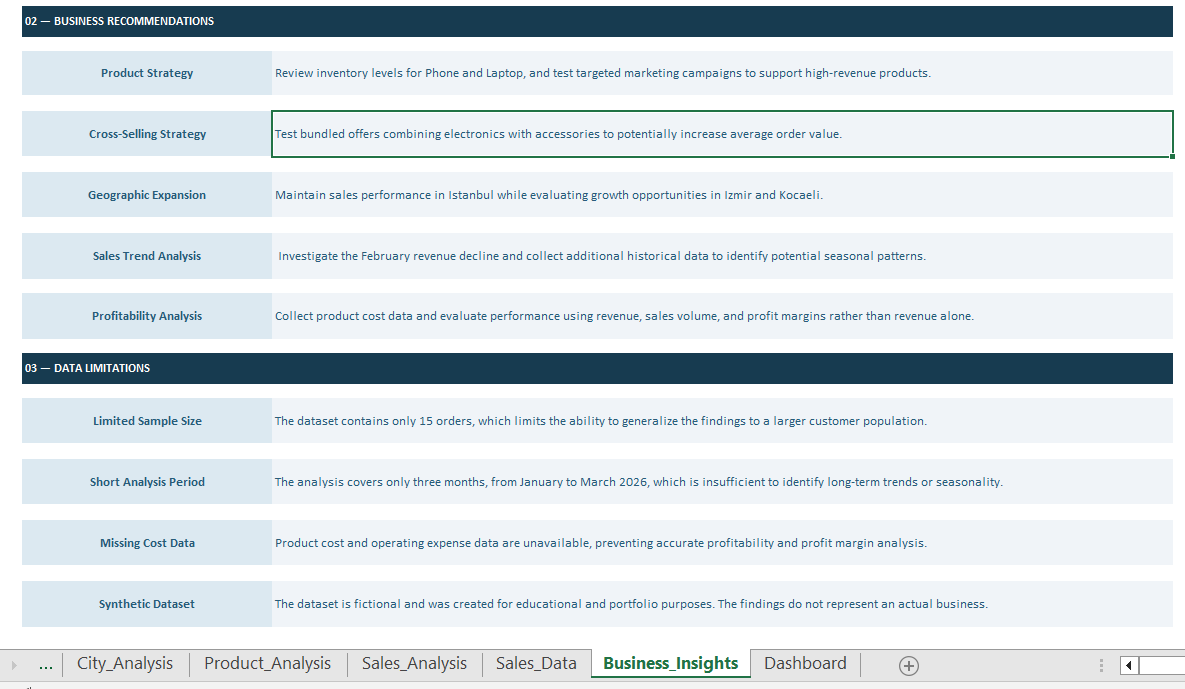 02 — BUSINESS RECOMMENDATIONS
Product Strategy
Review inventory levels for Phone and Laptop, and test targeted marketing campaigns to support high-revenue products.
Cross-Selling Strategy
Test bundled offers combining electronics with accessories to potentially increase average order value.
Geographic Expansion
Maintain sales performance in Istanbul while evaluating growth opportunities in Izmir and Kocaeli.
Sales Trend Analysis
Investigate the February revenue decline and collect additional historical data to identify potential seasonal patterns.
Profitability Analysis
Collect product cost data and evaluate performance using revenue, sales volume, and profit margins rather than revenue alone.
03 — DATA LIMITATIONS
Limited Sample Size
The dataset contains only 15 orders, which limits the ability to generalize the findings to a larger customer population.
Short Analysis Period
The analysis covers only three months, from January to March 2026, which is insufficient to identify long-term trends or seasonality.
Missing Cost Data
Product cost and operating expense data are unavailable, preventing accurate profitability and profit margin analysis.
Synthetic Dataset
The dataset is fictional and was created for educational and portfolio purposes. The findings do not represent an actual business.
... City_Analysis Product_Analysis Sales_Analysis Sales_Data Business_Insights Dashboard